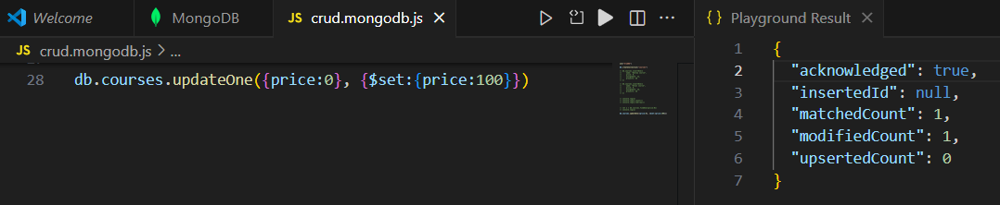 Welcome
MongoDB
JS crud.mongodb.js
JS crud.mongodb.js > ...
28 db.courses.updateOne({price:0}, {$set:{price:100}})
{ } Playground Result
1 {
2 "acknowledged": true,
3 "insertedId": null,
4 "matchedCount": 1,
5 "modifiedCount": 1,
6 "upsertedCount": 0
7 }